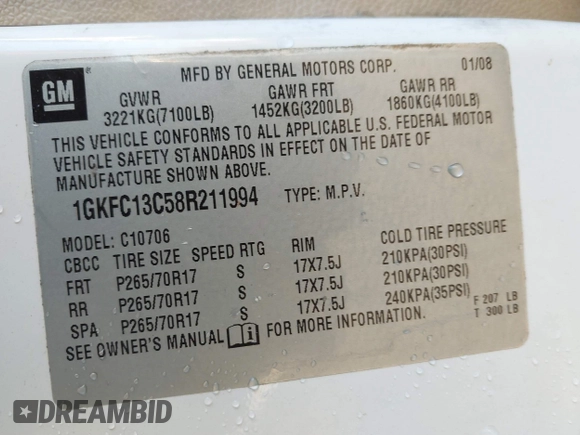 GM
MFD BY GENERAL MOTORS CORP. 01/08
GVWR GAWR FRT GAWR RR
3221KG(7100LB) 1452KG(3200LB) 1860KG(4100LB)
THIS VEHICLE CONFORMS TO ALL APPLICABLE U.S. FEDERAL MOTOR
VEHICLE SAFETY STANDARDS IN EFFECT ON THE DATE OF
MANUFACTURE SHOWN ABOVE.
1GKFC13C58R211994 TYPE: M.P.V.
MODEL: C10706
CBCC TIRE SIZE SPEED RTG RIM COLD TIRE PRESSURE
FRT P265/70R17 S 17X7.5J 210KPA(30PSI)
RR P265/70R17 S 17X7.5J 210KPA(30PSI)
SPA P265/70R17 S 17X7.5J 240KPA(35PSI)
F 207 LB
T 300 LB
SEE OWNER'S MANUAL FOR MORE INFORMATION.
DREAMBID